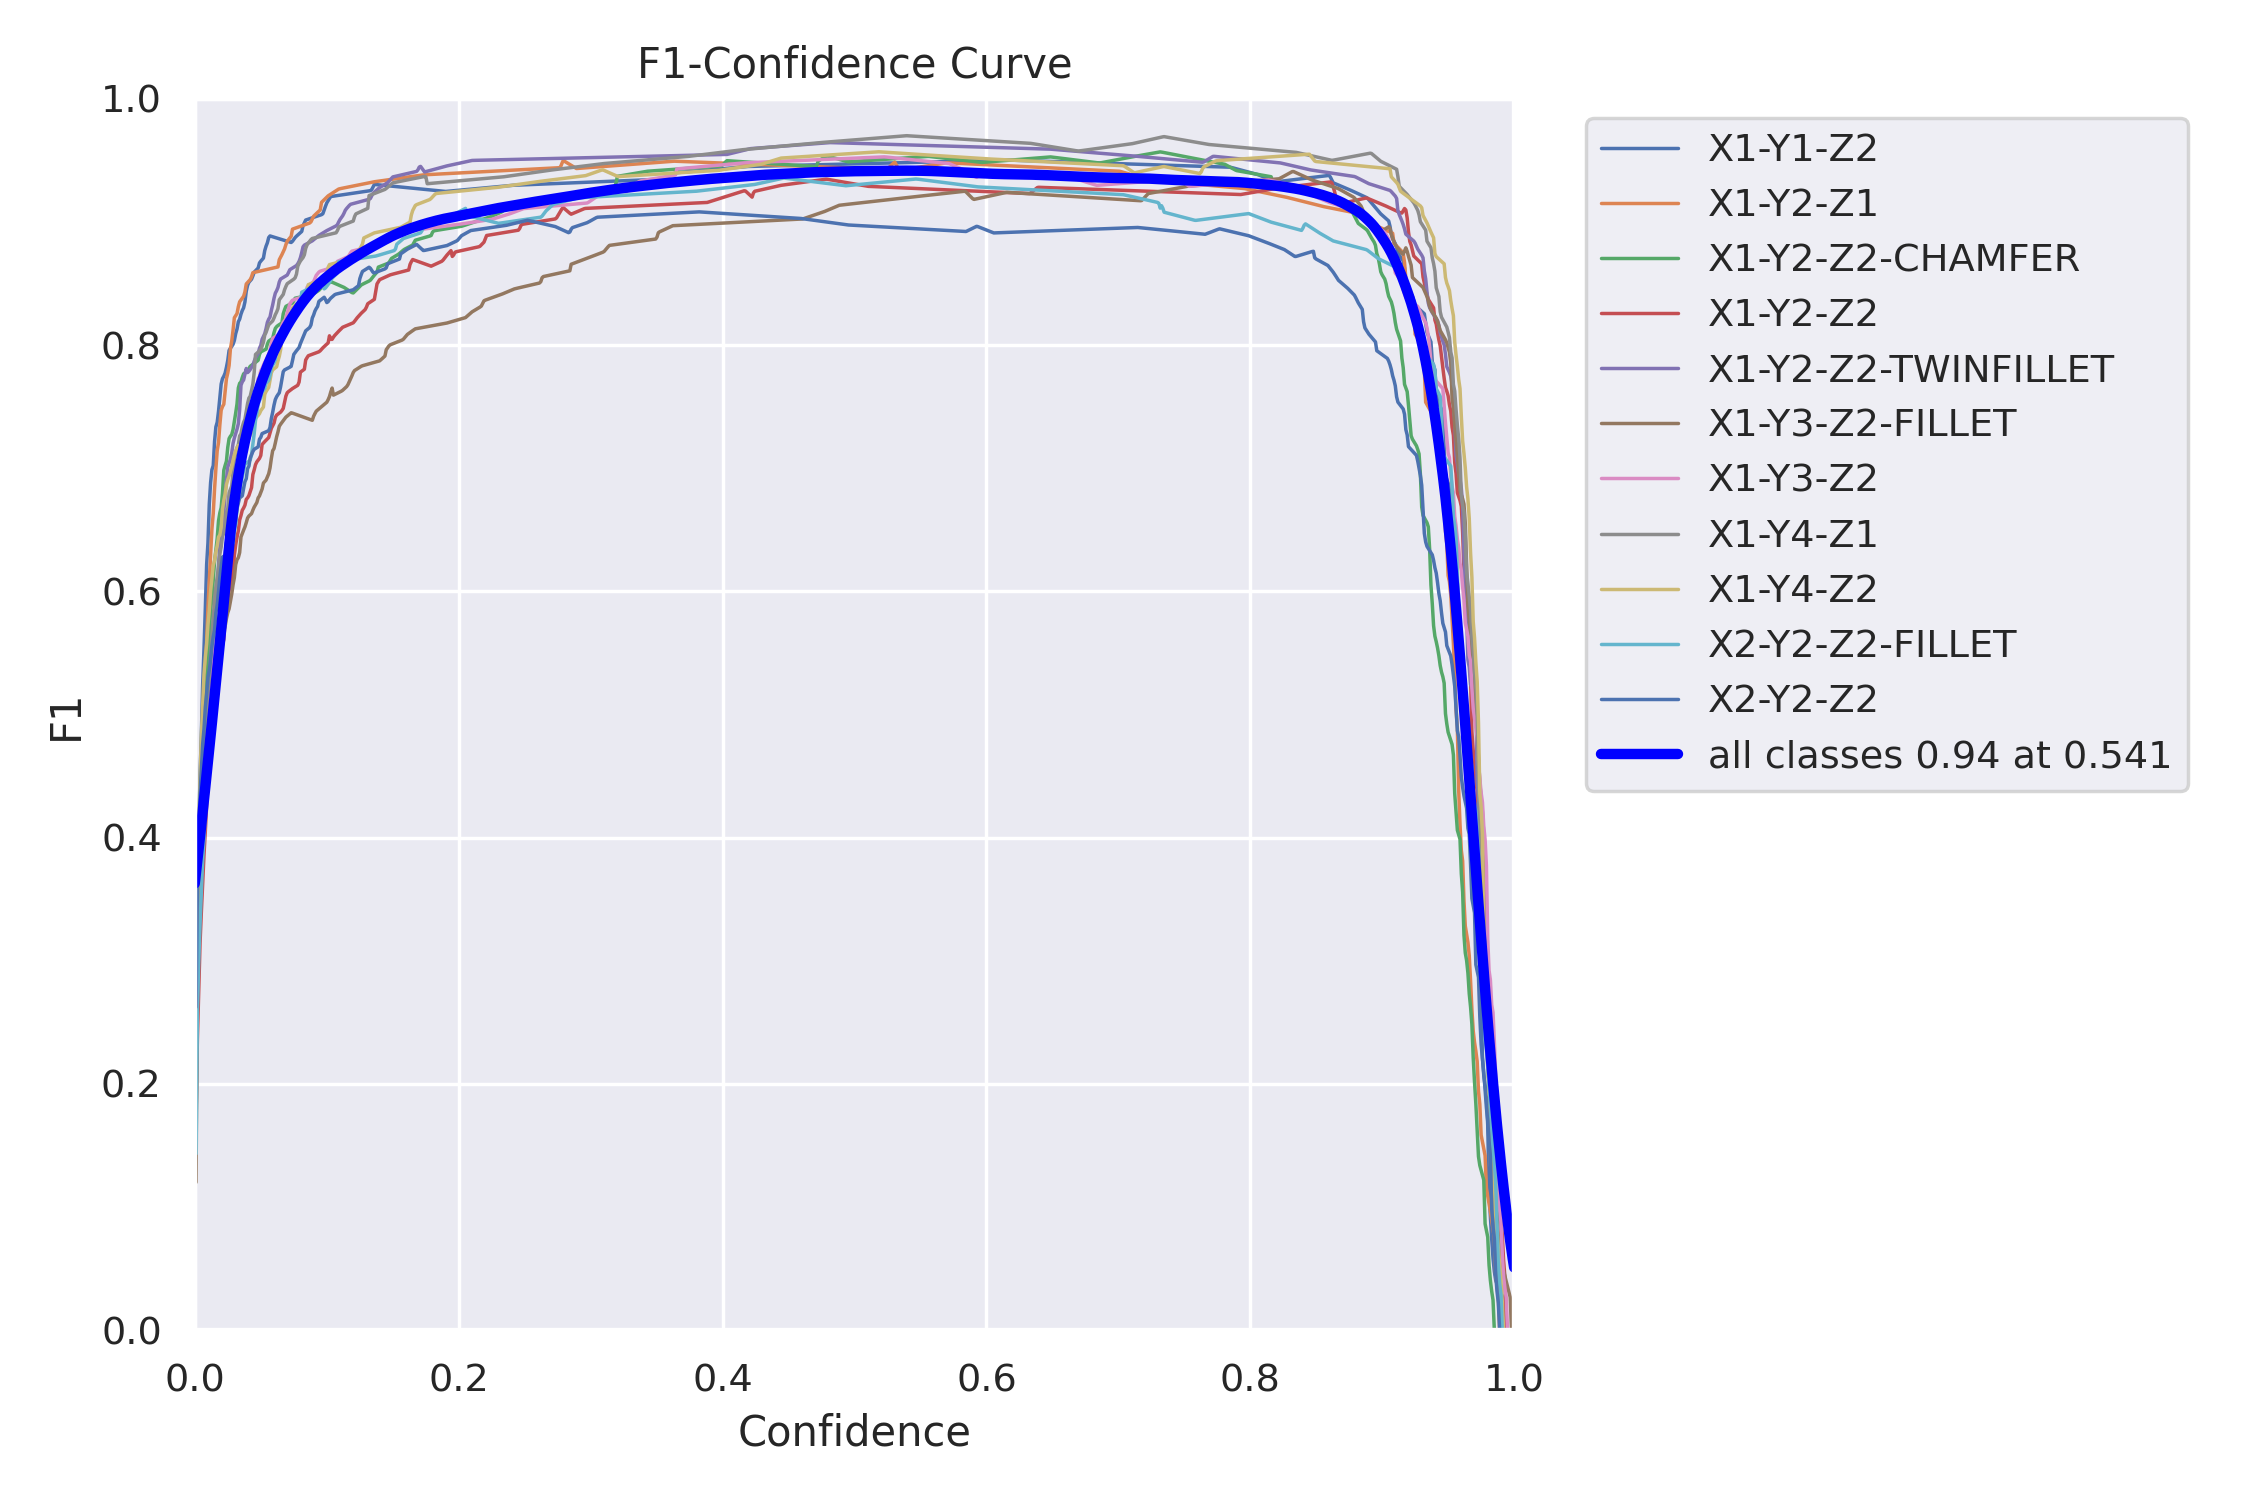 F1-Confidence Curve
1.0
0.8
0.6
0.4
0.2
0.0
F1
0.0 0.2 0.4 0.6 0.8 1.0
Confidence
X1-Y1-Z2
X1-Y2-Z1
X1-Y2-Z2-CHAMFER
X1-Y2-Z2
X1-Y2-Z2-TWINFILLET
X1-Y3-Z2-FILLET
X1-Y3-Z2
X1-Y4-Z1
X1-Y4-Z2
X2-Y2-Z2-FILLET
X2-Y2-Z2
all classes 0.94 at 0.541